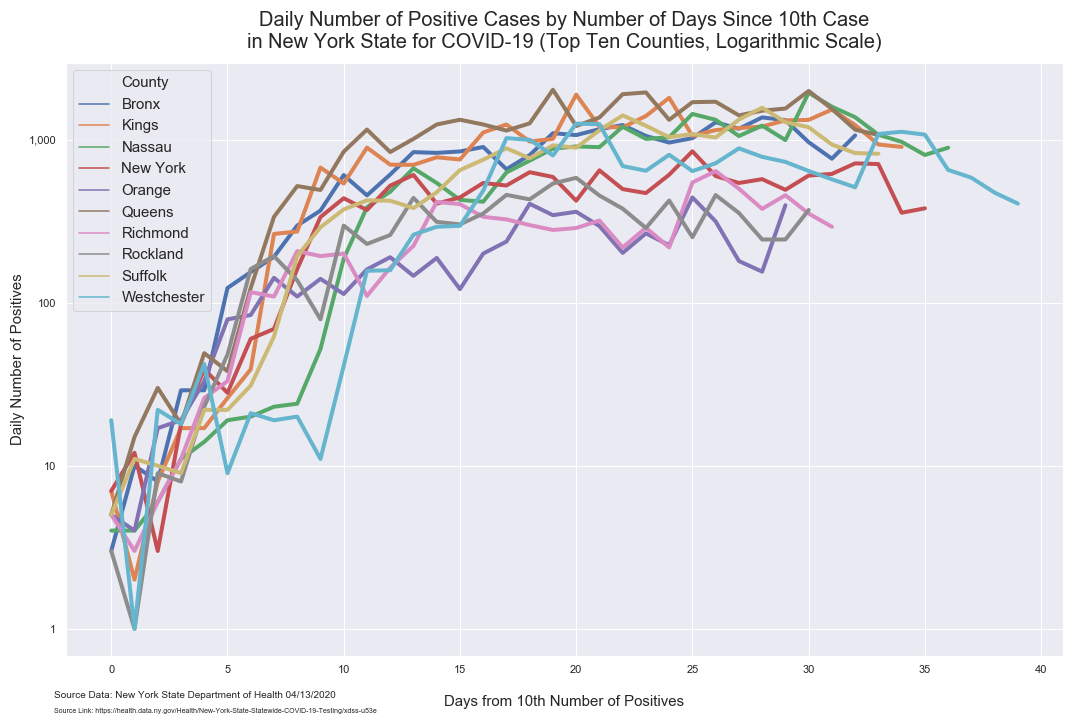 Daily Number of Positive Cases by Number of Days Since 10th Case
in New York State for COVID-19 (Top Ten Counties, Logarithmic Scale)
County
Bronx
Kings
Nassau
New York
Orange
Queens
Richmond
Rockland
Suffolk
Westchester
Daily Number of Positives
1,000
100
10
1
0 5 10 15 20 25 30 35 40
Days from 10th Number of Positives
Source Data: New York State Department of Health 04/13/2020
Source Link: https://health.data.ny.gov/Health/New-York-State-Statewide-COVID-19-Testing/xdss-u53e